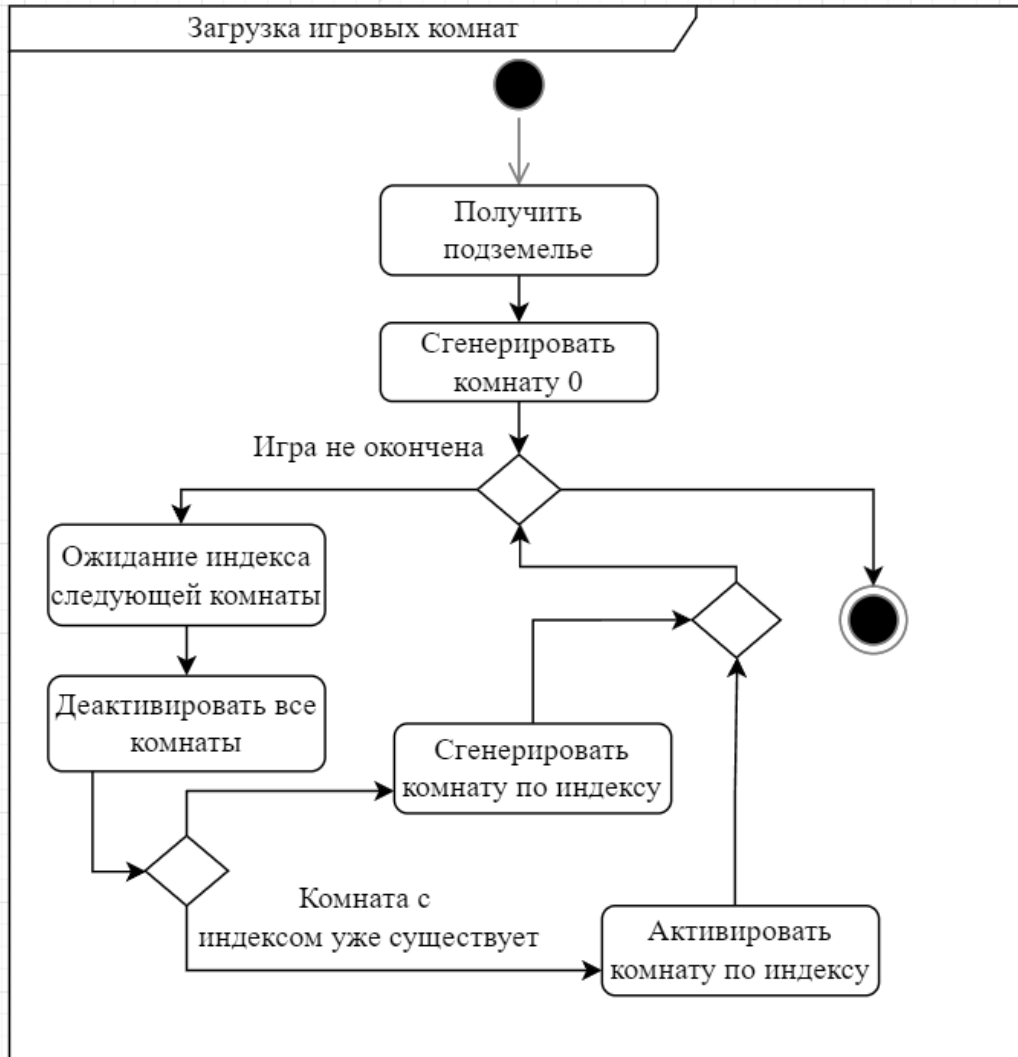 Загрузка игровых комнат
Получить
подземелье
Сгенерировать
комнату 0
Игра не окончена
Ожидание индекса
следующей комнаты
Деактивировать все
комнаты
Сгенерировать
комнату по индексу
Комната с
индексом уже существует
Активировать
комнату по индексу